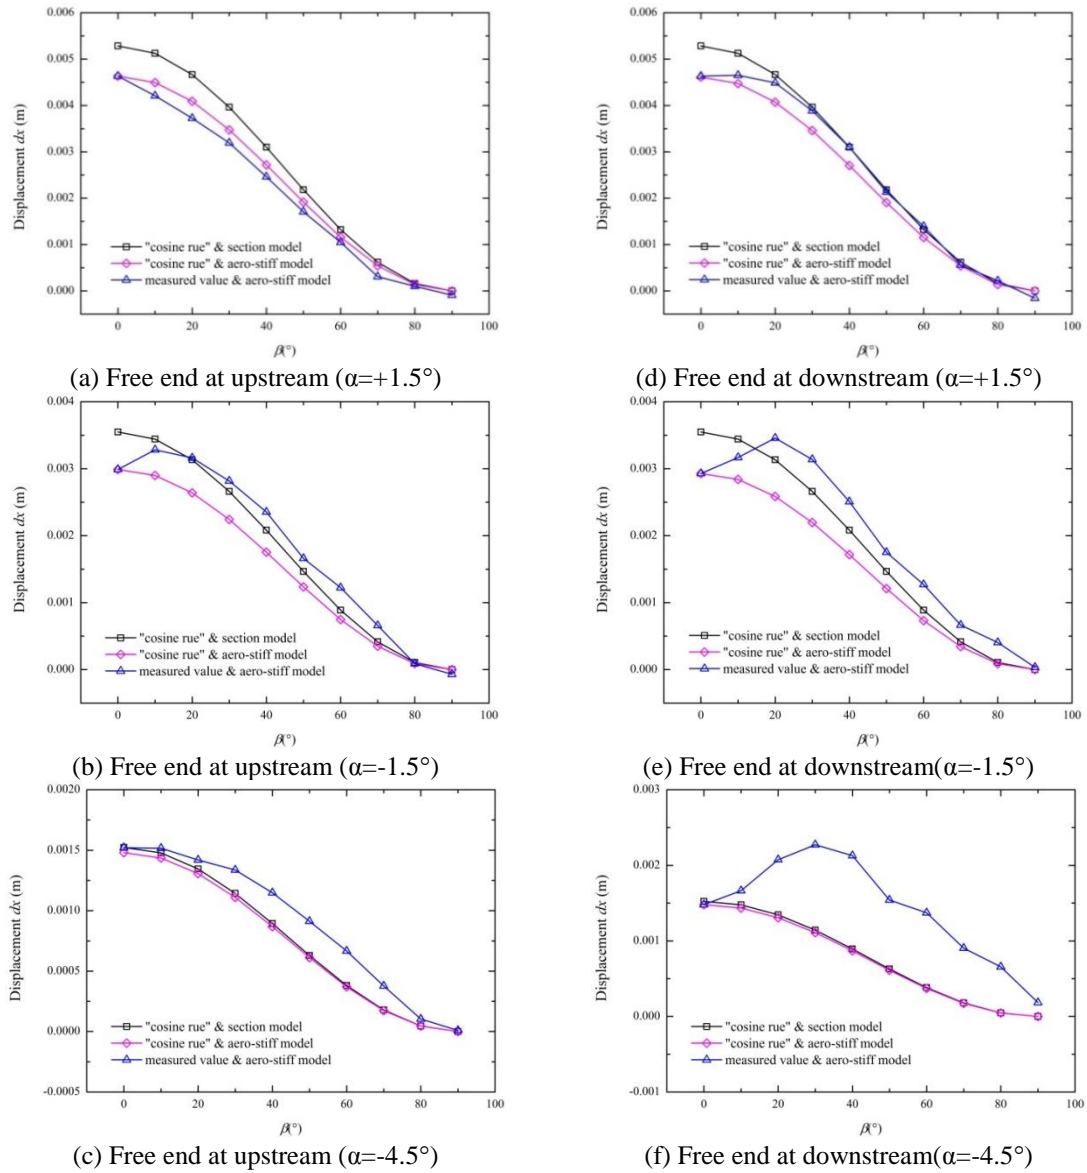 0.006
0.005
0.004
0.003
0.002
0.001
0.000
Displacement dx (m)
"cosine rue" & section model
"cosine rue" & aero-stiff model
measured value & aero-stiff model
0 20 40 60 80 100
β(°)
(a) Free end at upstream (α=+1.5°)
0.006
0.005
0.004
0.003
0.002
0.001
0.000
Displacement dx (m)
"cosine rue" & section model
"cosine rue" & aero-stiff model
measured value & aero-stiff model
0 20 40 60 80 100
β(°)
(d) Free end at downstream (α=+1.5°)
0.004
0.003
0.002
0.001
0.000
Displacement dx (m)
"cosine rue" & section model
"cosine rue" & aero-stiff model
measured value & aero-stiff model
0 20 40 60 80 100
β(°)
(b) Free end at upstream (α=-1.5°)
0.004
0.003
0.002
0.001
0.000
Displacement dx (m)
"cosine rue" & section model
"cosine rue" & aero-stiff model
measured value & aero-stiff model
0 20 40 60 80 100
β(°)
(e) Free end at downstream(α=-1.5°)
0.0020
0.0015
0.0010
0.0005
0.0000
-0.0005
Displacement dx (m)
"cosine rue" & section model
"cosine rue" & aero-stiff model
measured value & aero-stiff model
0 20 40 60 80 100
β(°)
(c) Free end at upstream (α=-4.5°)
0.003
0.002
0.001
0.000
-0.001
Displacement dx (m)
"cosine rue" & section model
"cosine rue" & aero-stiff model
measured value & aero-stiff model
0 20 40 60 80 100
β(°)
(f) Free end at downstream(α=-4.5°)